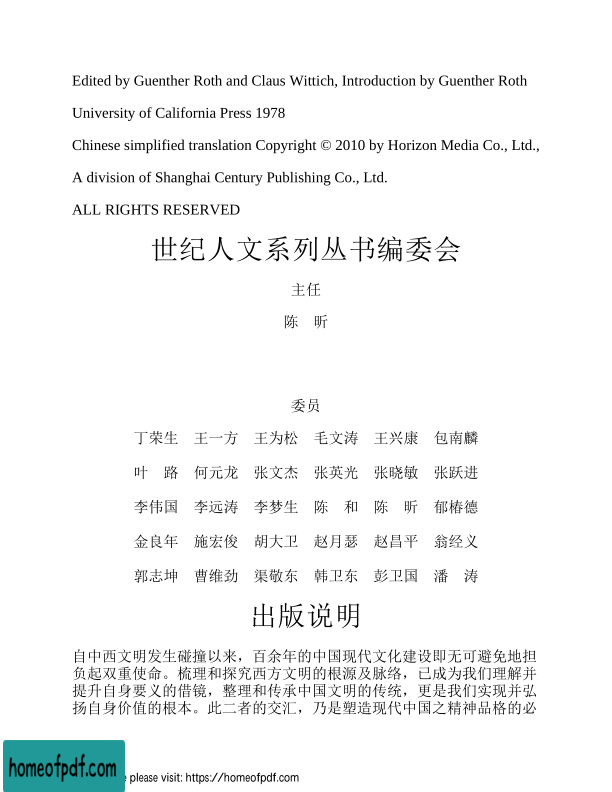 Edited by Guenther Roth and Claus Wittich, Introduction by Guenther Roth
University of California Press 1978
Chinese simplified translation Copyright © 2010 by Horizon Media Co., Ltd.,
A division of Shanghai Century Publishing Co., Ltd.
ALL RIGHTS RESERVED
世纪人文系列丛书编委会
主任
陈　昕
委员
丁荣生　王一方　王为松　毛文涛　王兴康　包南麟
叶　路　何元龙　张文杰　张英光　张晓敏　张跃进
李伟国　李远涛　李梦生　陈　和　陈　昕　郁椿德
金良年　施宏俊　胡大卫　赵月瑟　赵昌平　翁经义
郭志坤　曹维劲　渠敬东　韩卫东　彭卫国　潘　涛
出版说明
自中西文明发生碰撞以来，百余年的中国现代文化建设即无可避免地担
负起双重使命。梳理和探究西方文明的根源及脉络，已成为我们理解并
提升自身要义的借镜，整理和传承中国文明的传统，更是我们实现并弘
扬自身价值的根本。此二者的交汇，乃是塑造现代中国之精神品格的必
homeofpdf.com
please visit: https://homeofpdf.com